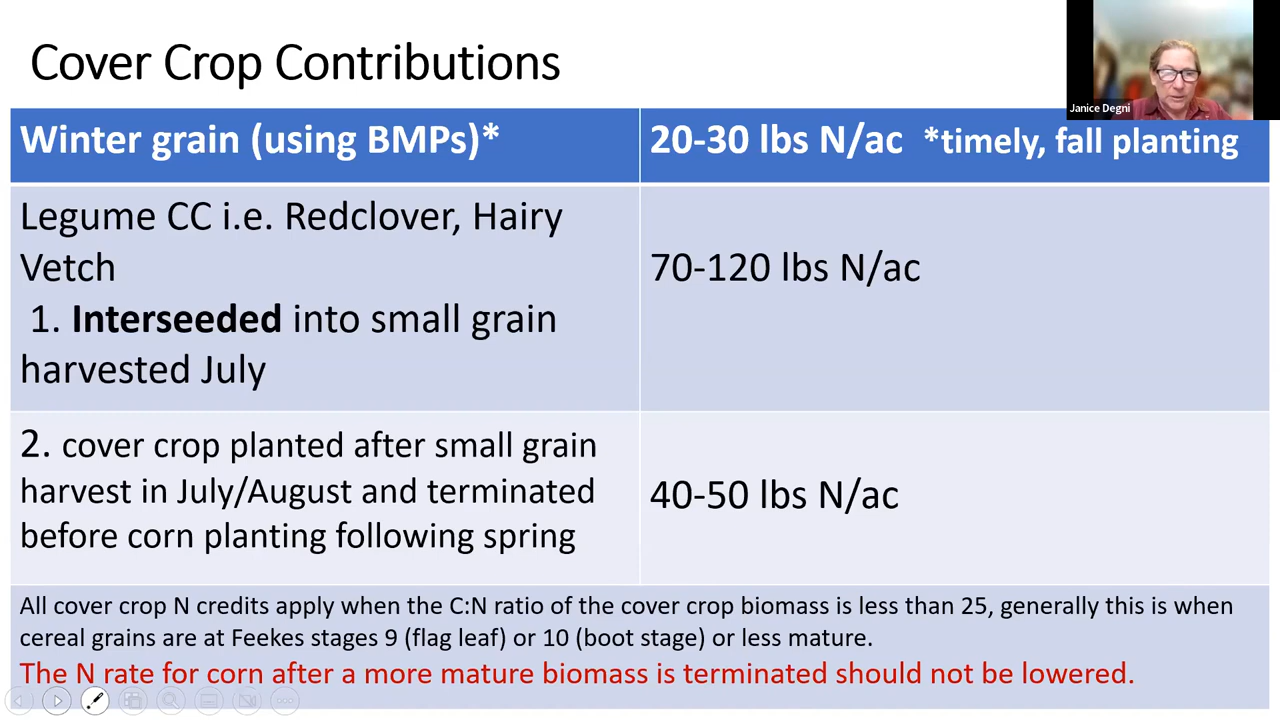 Cover Crop Contributions
Janice Degni
Winter grain (using BMPs)*
20-30 lbs N/ac *timely, fall planting
Legume CC i.e. Redclover, Hairy
Vetch
1. Interseeded into small grain
harvested July
70-120 lbs N/ac
2. cover crop planted after small grain
harvest in July/August and terminated
before corn planting following spring
40-50 lbs N/ac
All cover crop N credits apply when the C:N ratio of the cover crop biomass is less than 25, generally this is when
cereal grains are at Feekes stages 9 (flag leaf) or 10 (boot stage) or less mature.
The N rate for corn after a more mature biomass is terminated should not be lowered.